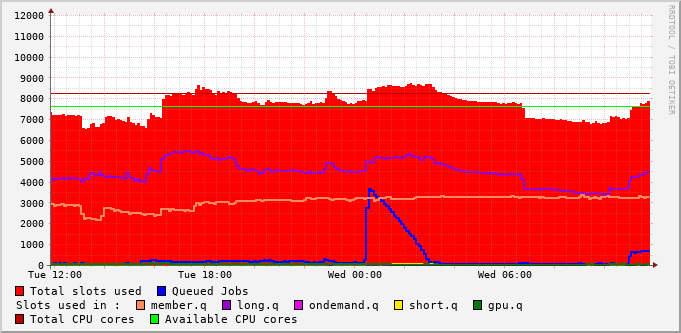 12000
11000
10000
9000
8000
7000
6000
5000
4000
3000
2000
1000
0
Tue 12:00 Tue 18:00 Wed 00:00 Wed 06:00
Total slots used Queued Jobs
Slots used in : member.q long.q ondemand.q short.q gpu.q
Total CPU cores Available CPU cores
RRDTOOL / TOBI OETIKER